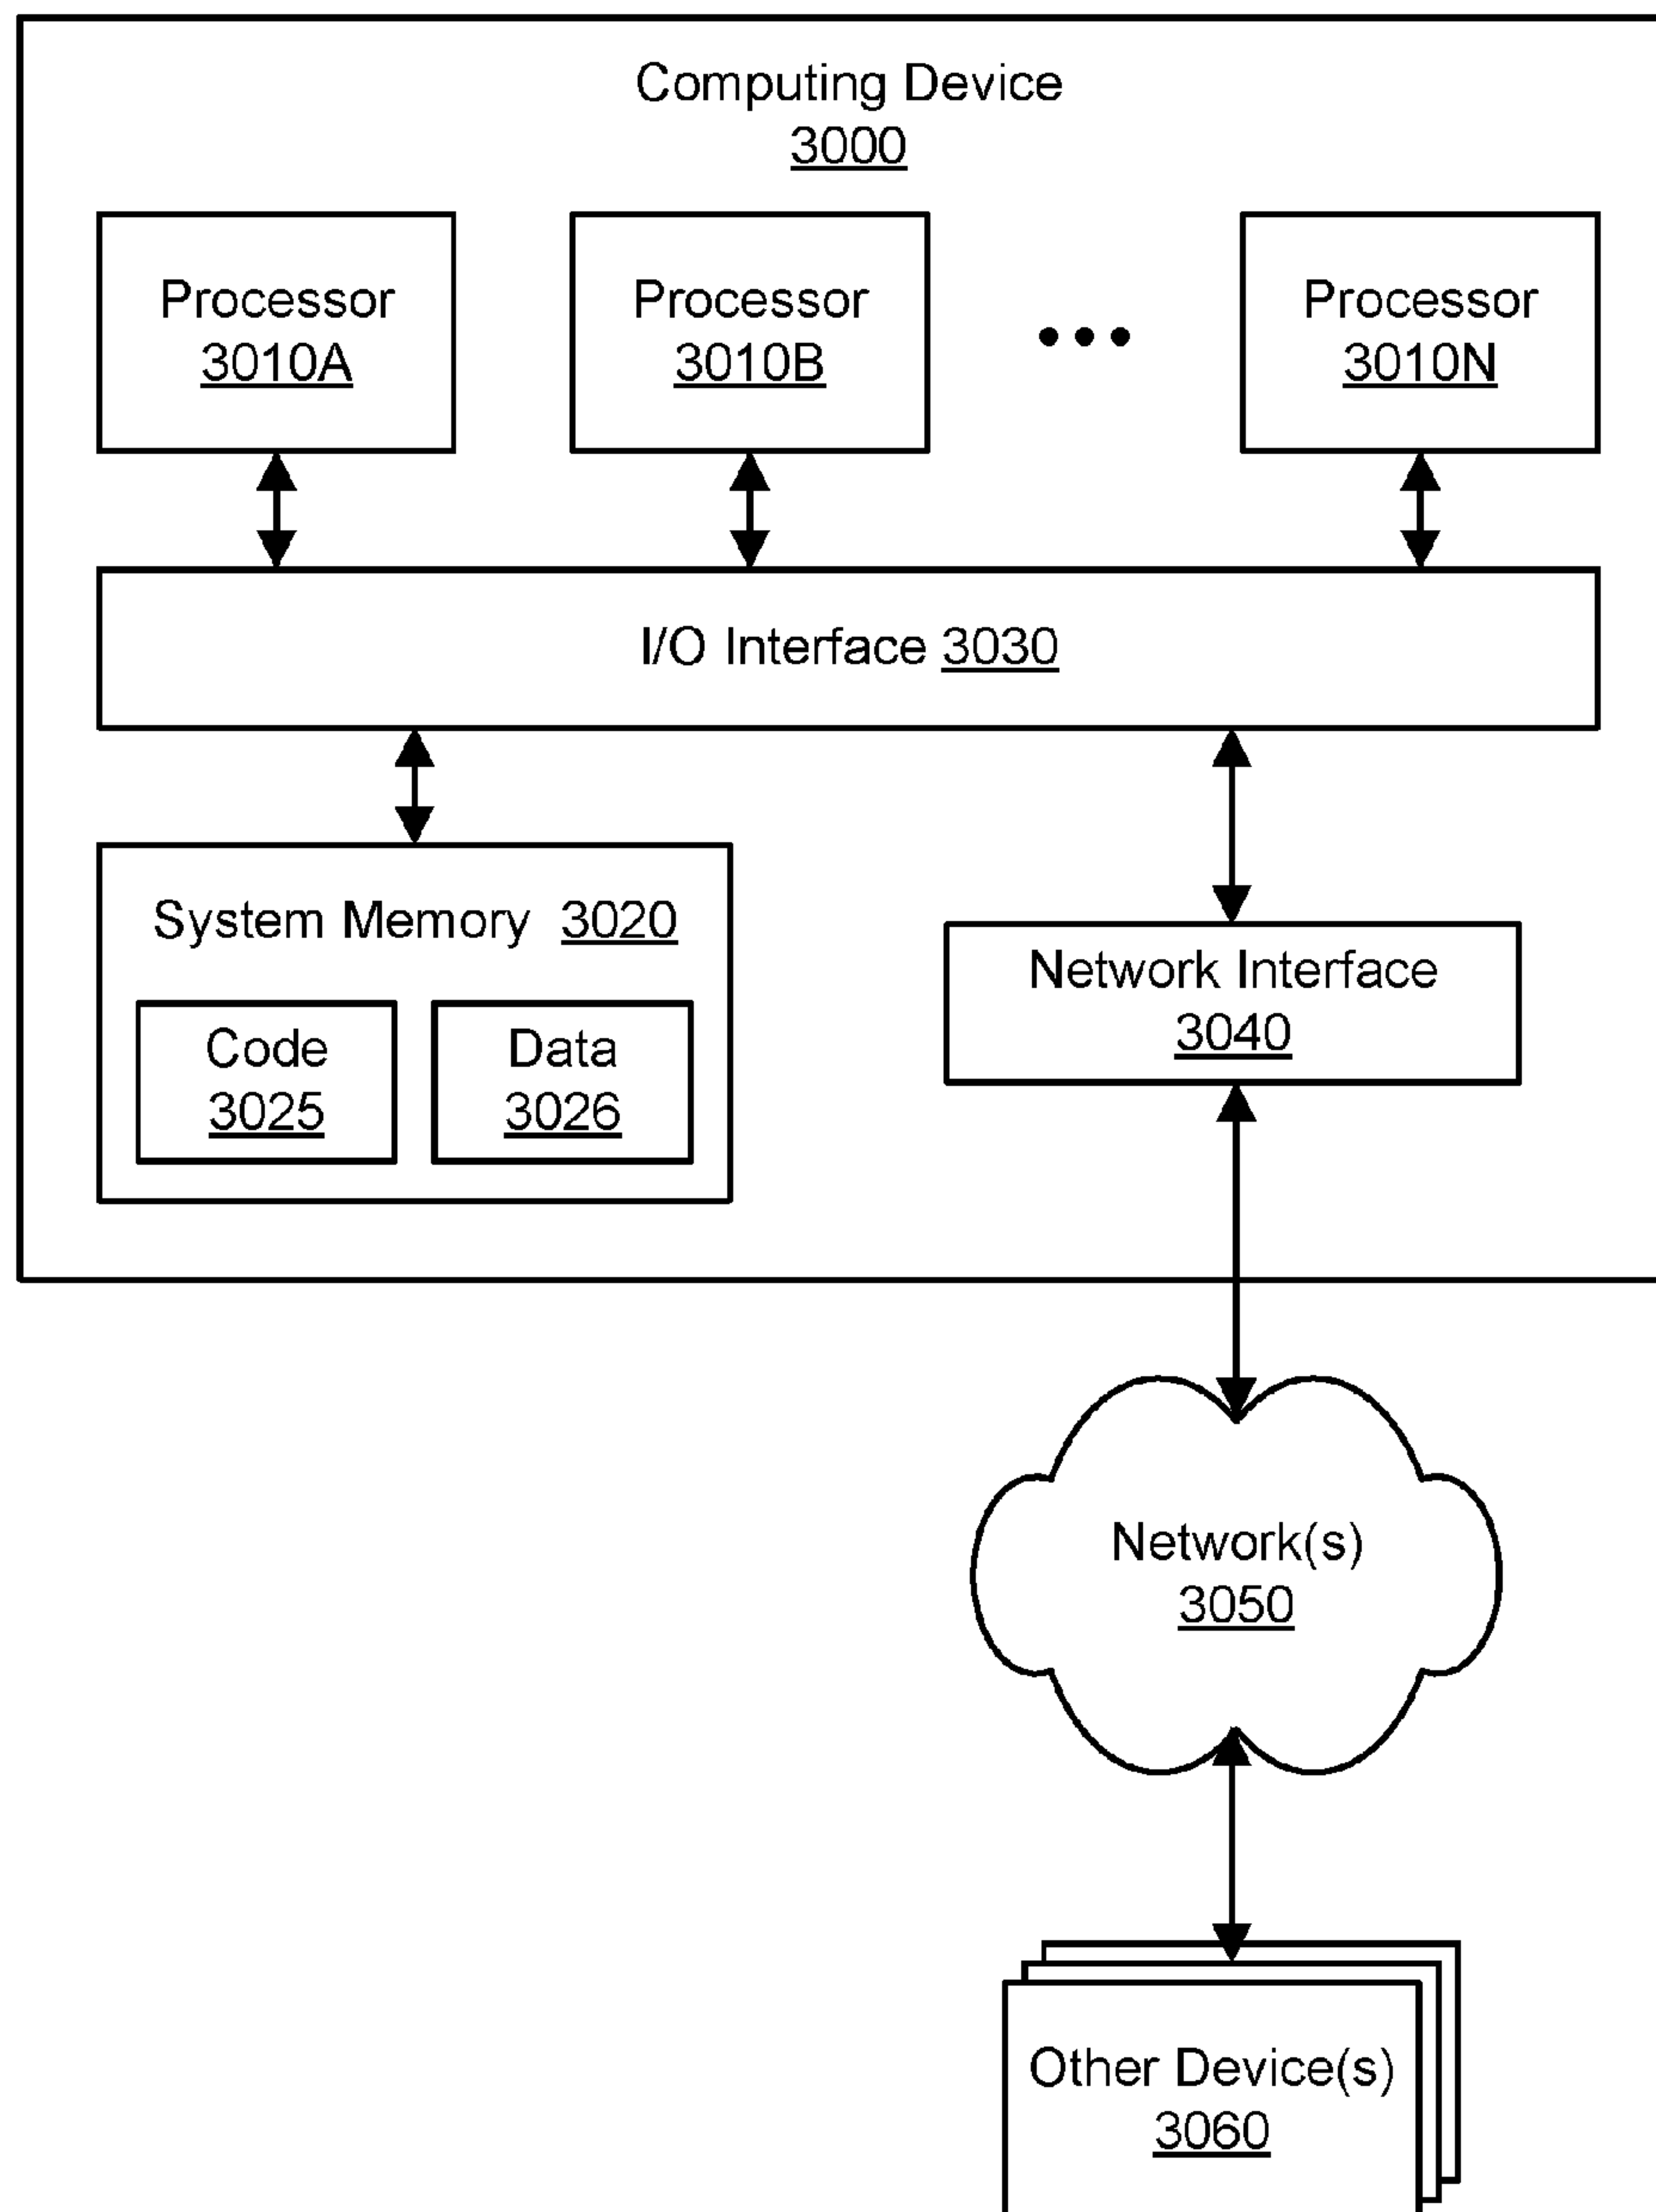 Computing Device
3000
Processor
3010A
Processor
3010B
Processor
3010N
I/O Interface 3030
System Memory 3020
Code
3025
Data
3026
Network Interface
3040
Network(s)
3050
Other Device(s)
3060